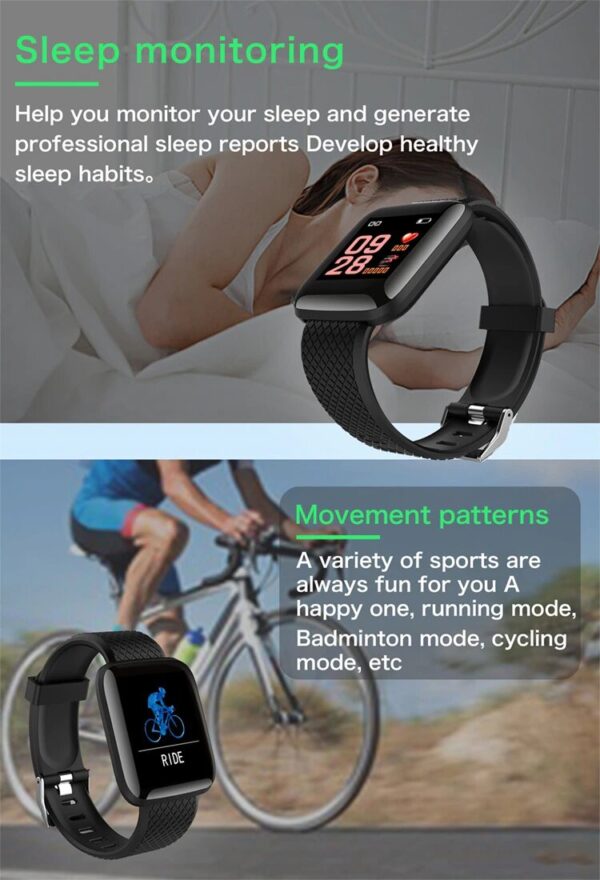 Sleep monitoring
Help you monitor your sleep and generate
professional sleep reports Develop healthy
sleep habits。
09
28
Movement patterns
A variety of sports are
always fun for you A
happy one, running mode,
Badminton mode, cycling
mode, etc
RIDE